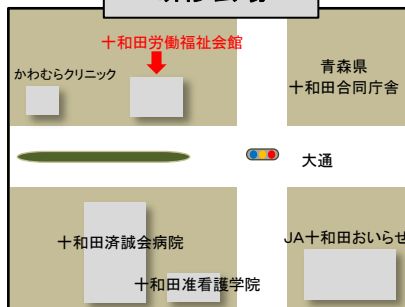 十和田労働福祉会館
かわむらクリニック
青森県
十和田合同庁舎
大通
十和田済誠会病院
JA十和田おいらせ
十和田准看護学院